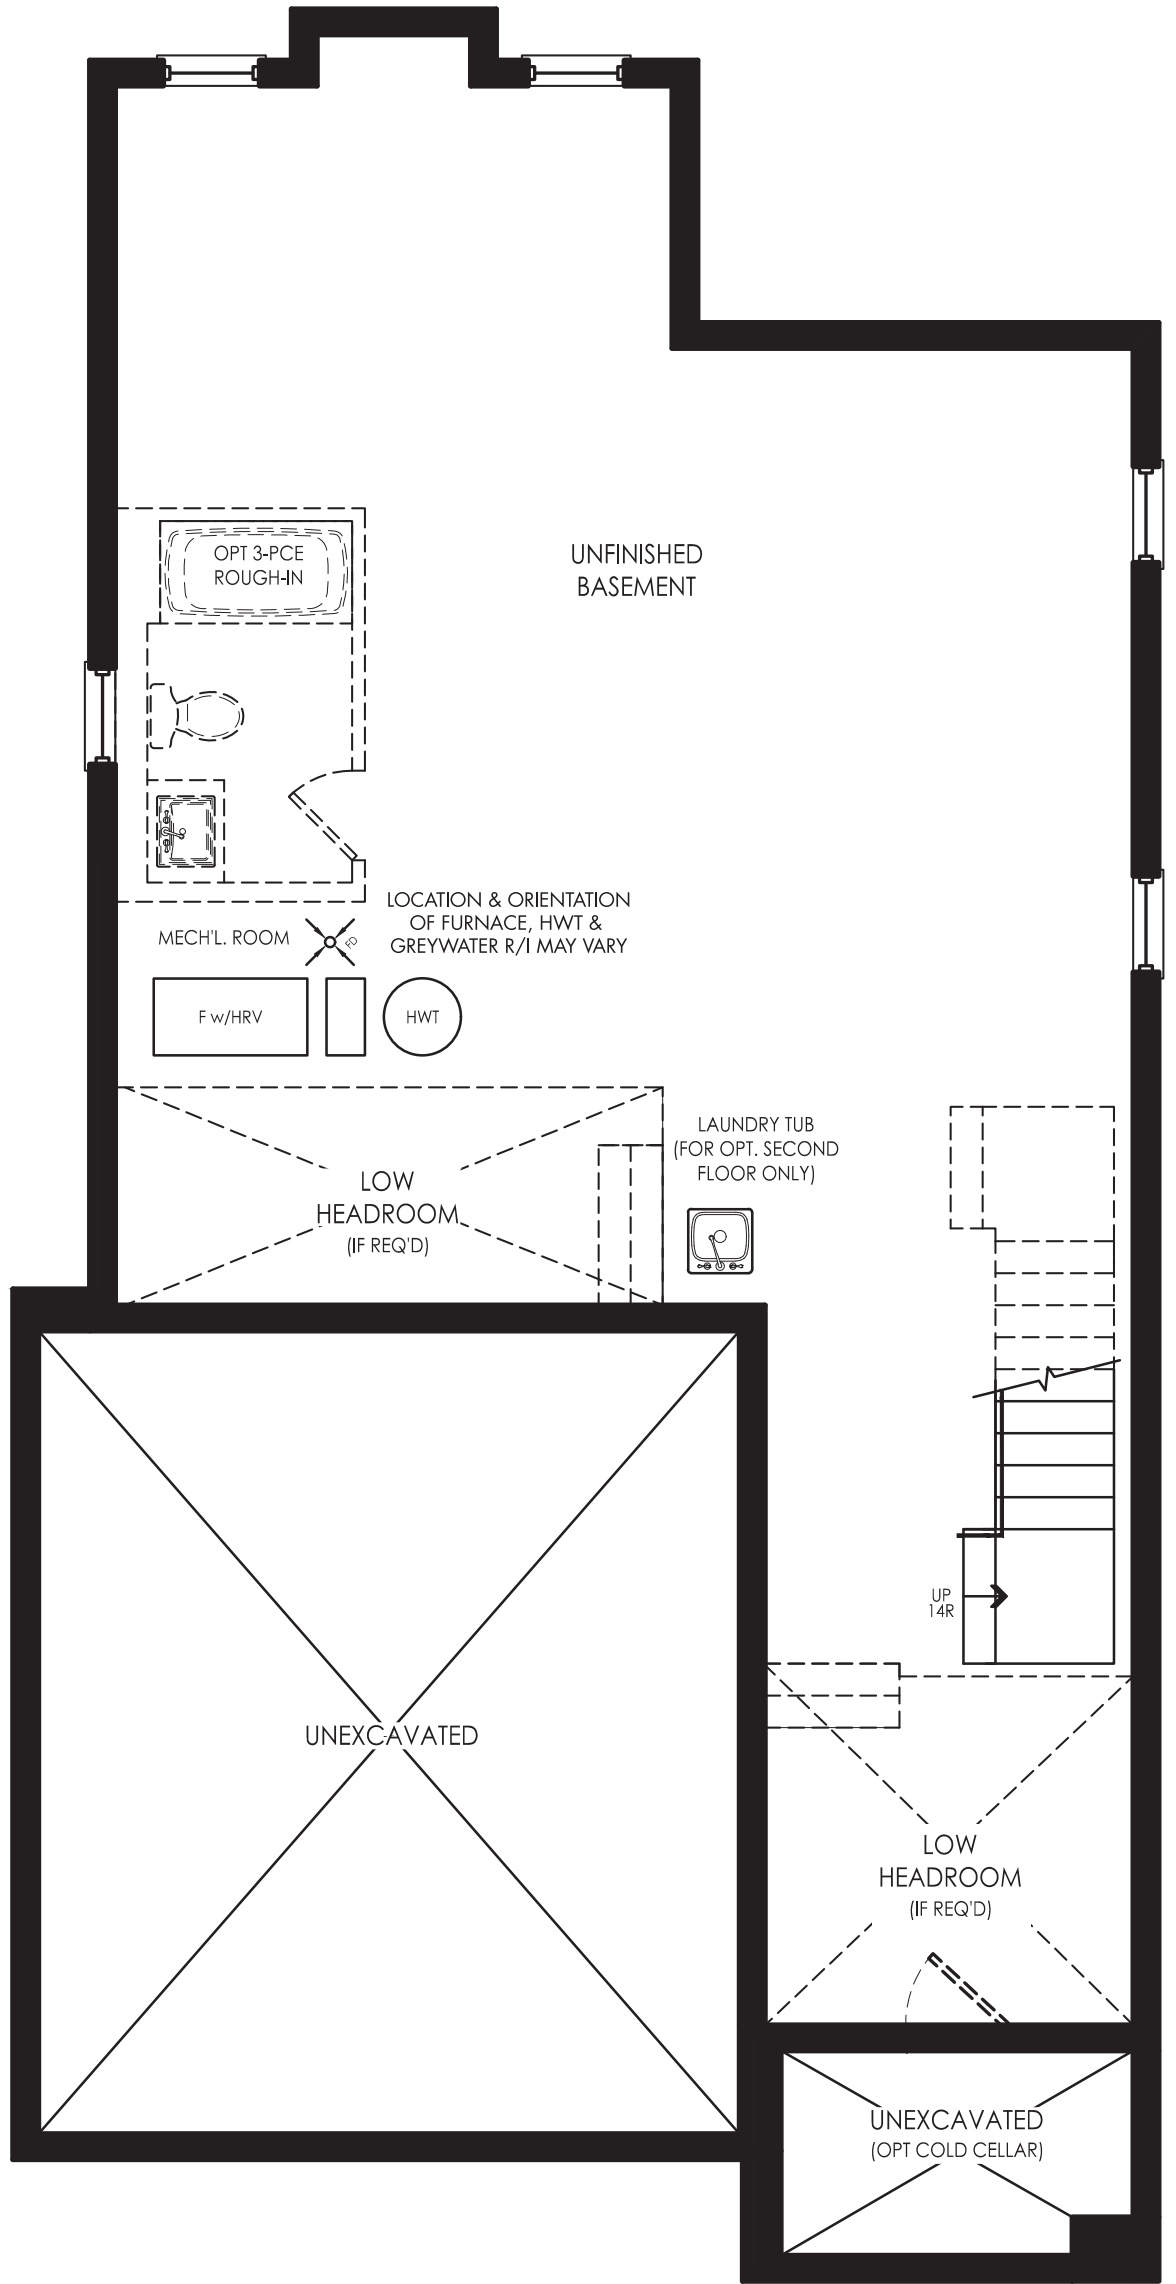 OPT 3-PCE
ROUGH-IN
UNFINISHED
BASEMENT
LOCATION & ORIENTATION
OF FURNACE, HWT &
GREYWATER R/I MAY VARY
MECH'L. ROOM
FD
F w/HRV
HWT
LAUNDRY TUB
(FOR OPT. SECOND
FLOOR ONLY)
LOW
HEADROOM
(IF REQ'D)
UP
14R
UNEXCAVATED
LOW
HEADROOM
(IF REQ'D)
UNEXCAVATED
(OPT COLD CELLAR)